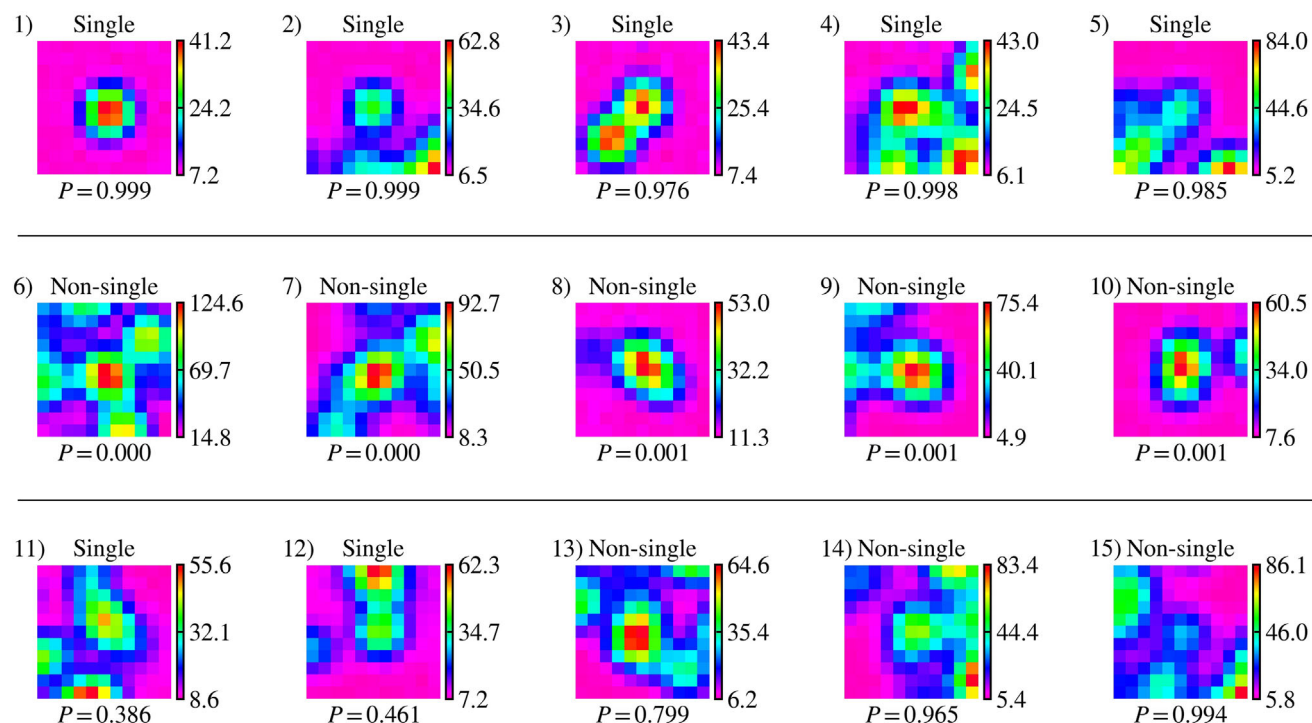 1) Single 2) Single 3) Single 4) Single 5) Single
41.2 62.8 43.4 43.0 84.0
24.2 34.6 25.4 24.5 44.6
7.2 6.5 7.4 6.1 5.2
P = 0.999 P = 0.999 P = 0.976 P = 0.998 P = 0.985
6) Non-single 7) Non-single 8) Non-single 9) Non-single 10) Non-single
124.6 92.7 53.0 75.4 60.5
69.7 50.5 32.2 40.1 34.0
14.8 8.3 11.3 4.9 7.6
P = 0.000 P = 0.000 P = 0.001 P = 0.001 P = 0.001
11) Single 12) Single 13) Non-single 14) Non-single 15) Non-single
55.6 62.3 64.6 83.4 86.1
32.1 34.7 35.4 44.4 46.0
8.6 7.2 6.2 5.4 5.8
P = 0.386 P = 0.461 P = 0.799 P = 0.965 P = 0.994